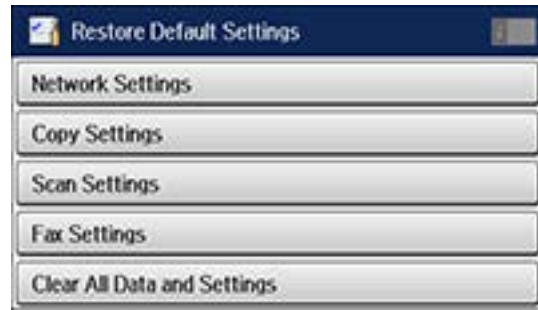 Restore Default Settings
Network Settings
Copy Settings
Scan Settings
Fax Settings
Clear All Data and Settings